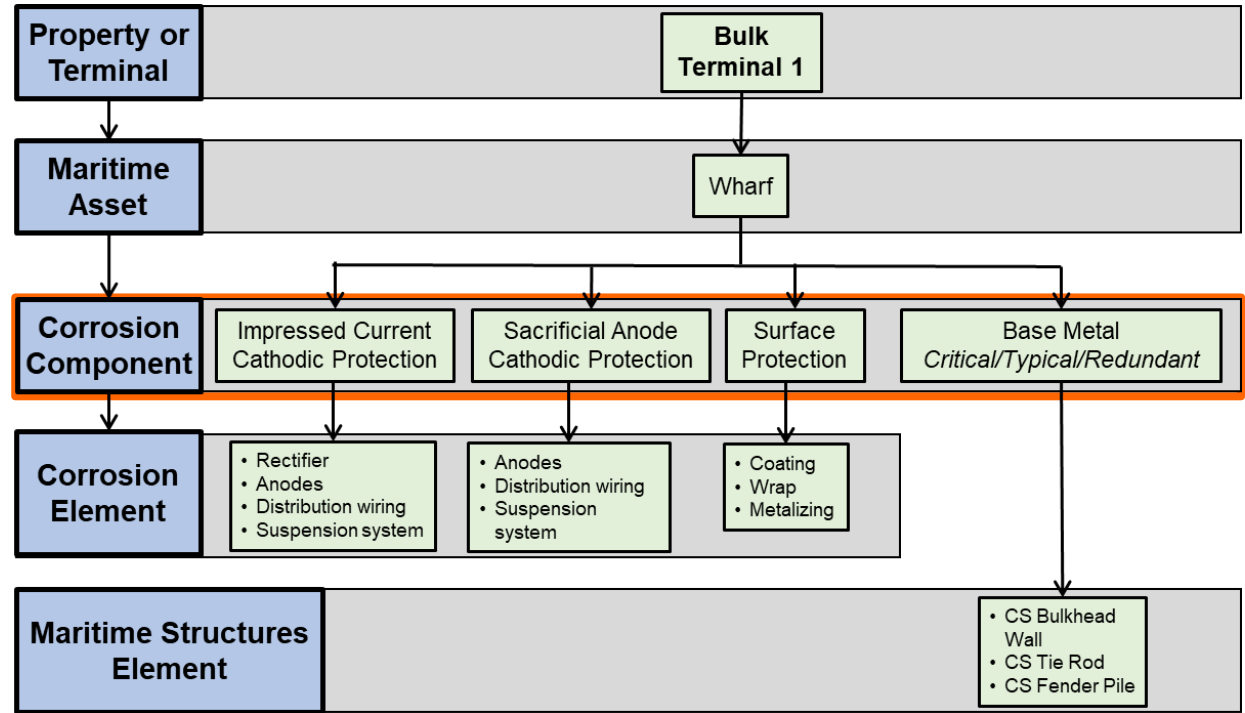 Property or
Terminal
Bulk
Terminal 1
Maritime
Asset
Wharf
Corrosion
Component
Impressed Current
Cathodic Protection
Sacrificial Anode
Cathodic Protection
Surface
Protection
Base Metal
Critical/Typical/Redundant
Corrosion
Element
• Rectifier
• Anodes
• Distribution wiring
• Suspension system
• Anodes
• Distribution wiring
• Suspension
system
• Coating
• Wrap
• Metalizing
Maritime Structures
Element
• CS Bulkhead
Wall
• CS Tie Rod
• CS Fender Pile